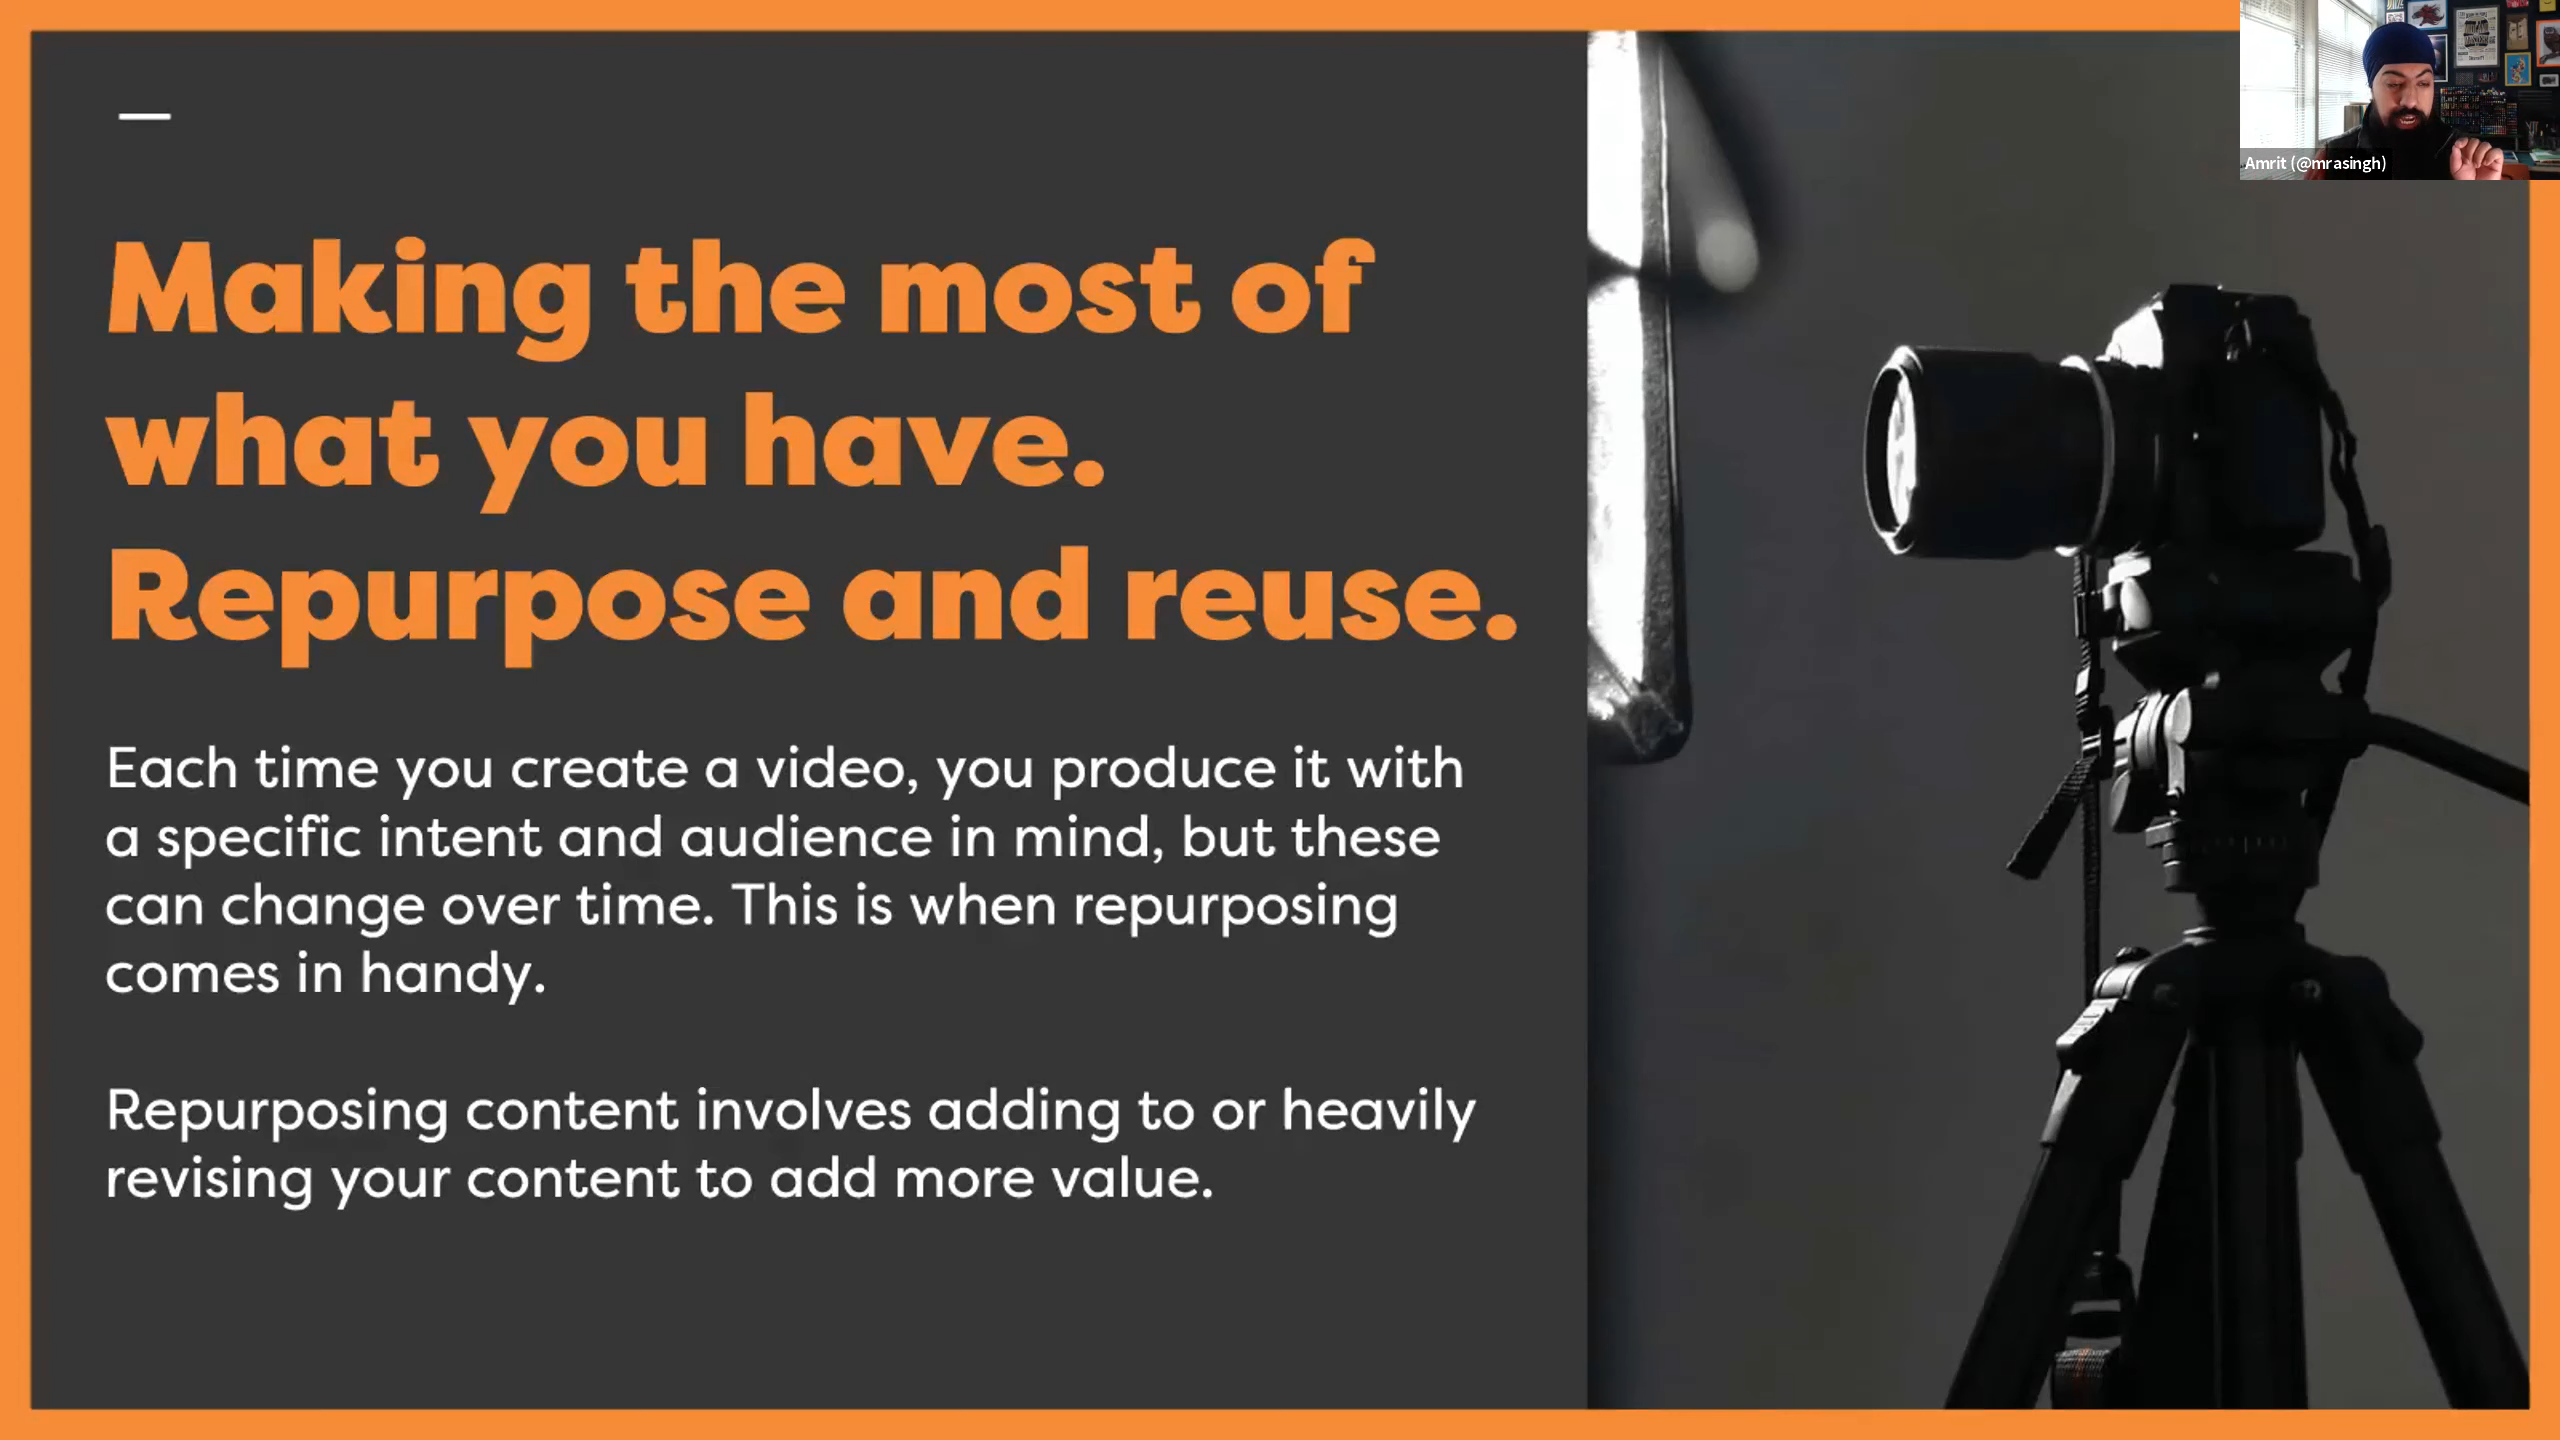 Making the most of
what you have.
Repurpose and reuse.
Each time you create a video, you produce it with
a specific intent and audience in mind, but these
can change over time. This is when repurposing
comes in handy.
Repurposing content involves adding to or heavily
revising your content to add more value.
Amrit (@mrasingh)